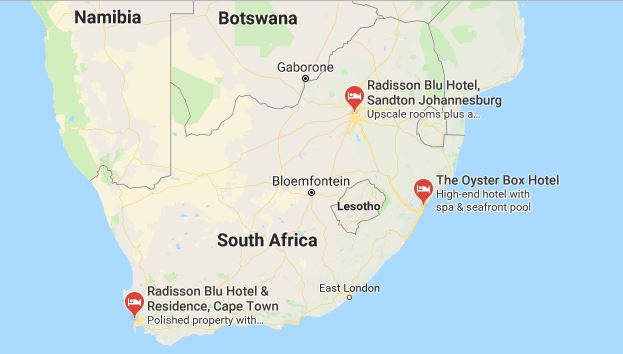 Namibia
Botswana
Gaborone
Radisson Blu Hotel,
Sandton Johannesburg
Upscale rooms plus a...
The Oyster Box Hotel
High-end hotel with
spa & seafront pool
Bloemfontein
Lesotho
South Africa
East London
Radisson Blu Hotel &
Residence, Cape Town
Polished property with...